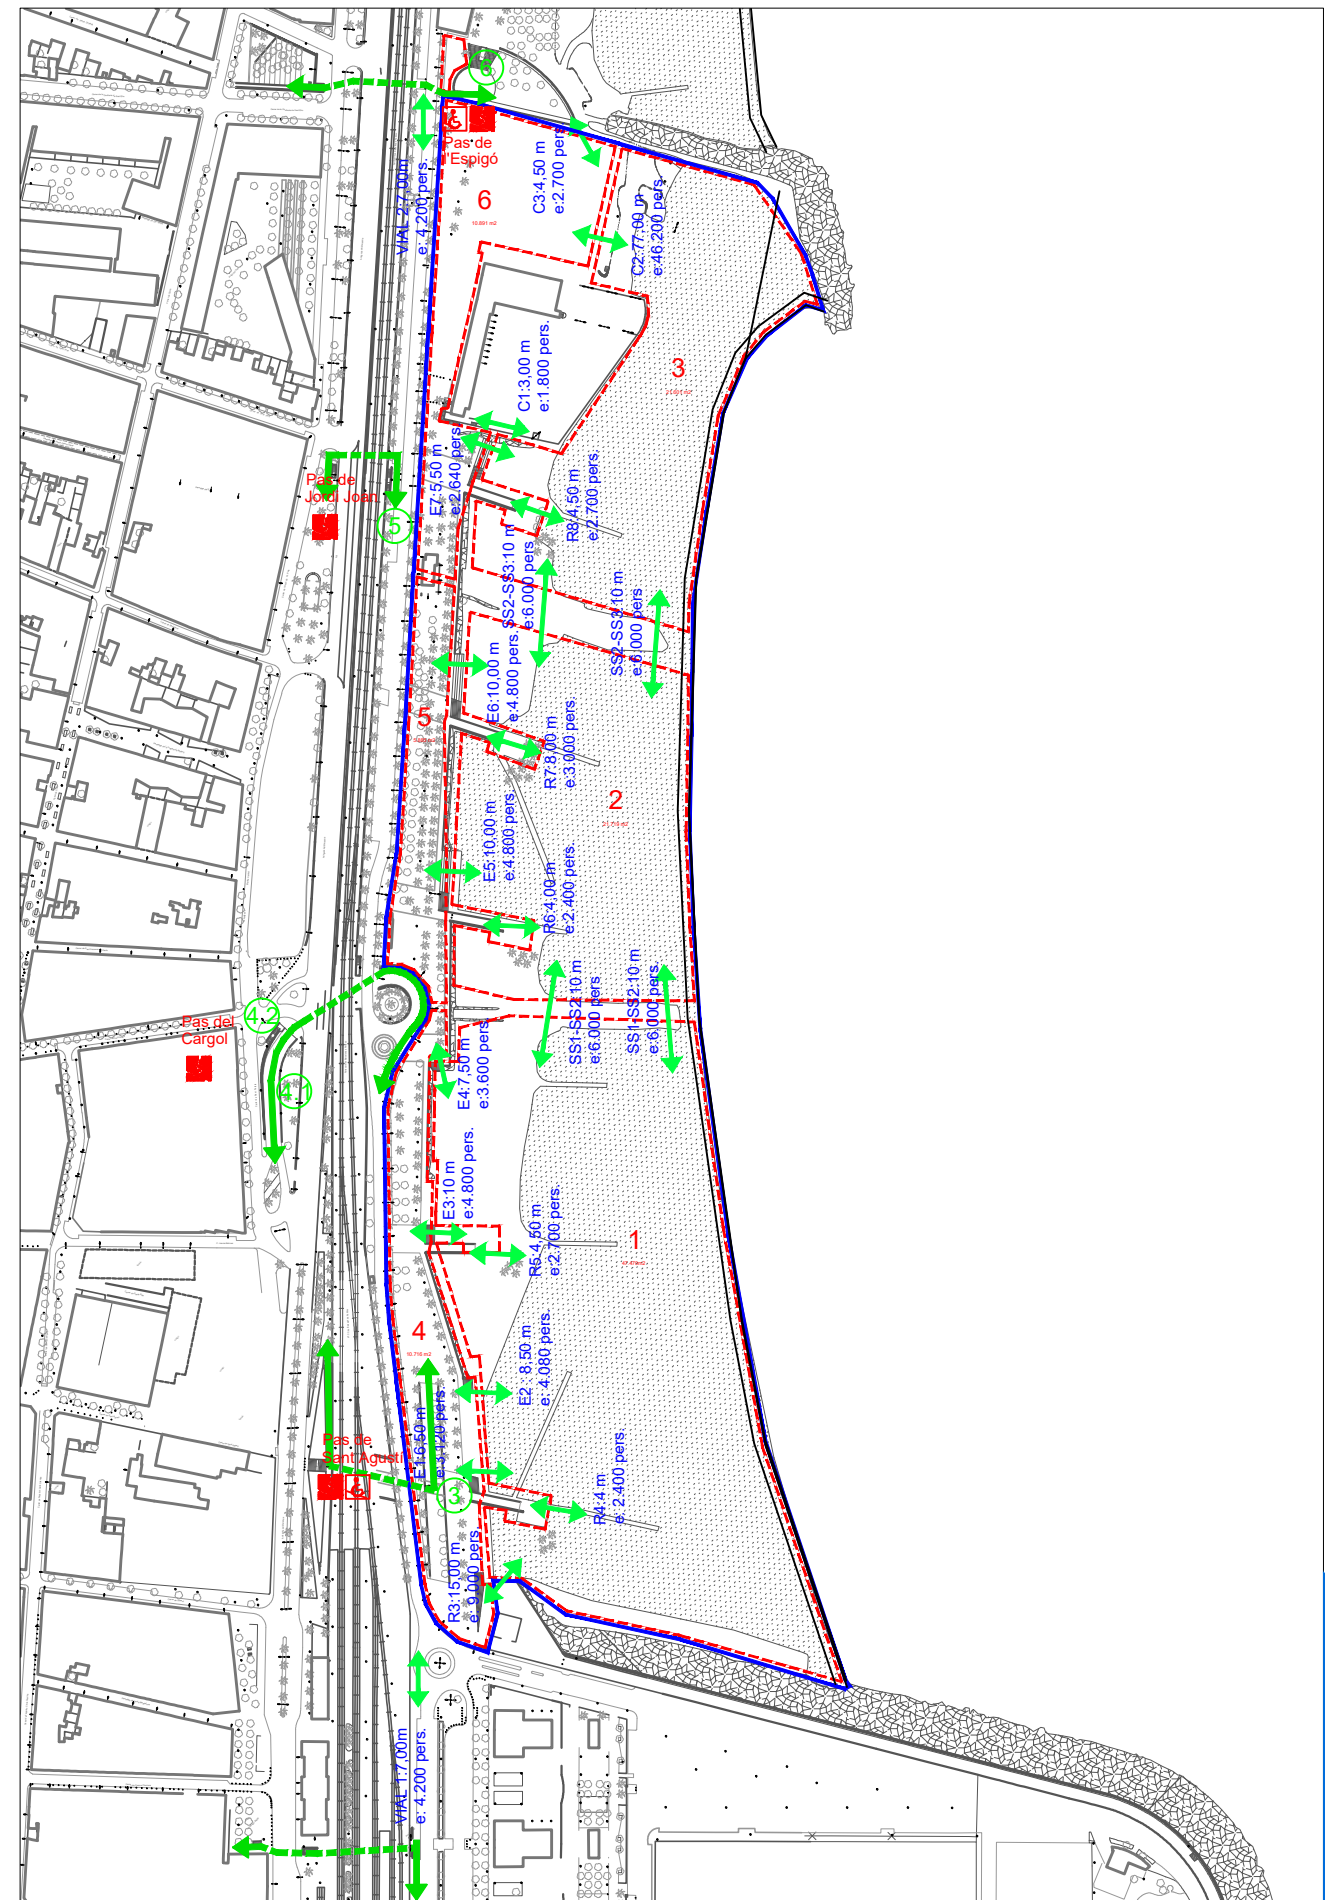 6
Pas de
l'Espigó
6
10.891 m2
VIAL 2:7,00m
e: 4.200 pers.
C3:4,50 m
e:2.700 pers.
C2:77,00 m
e:46.200 pers.
3
C1:3,00 m
e:1.800 pers.
E7:5,50 m
e:2.640 pers.
R8:4,50 m
e:2.700 pers.
Pas de
Jordi Joan
5
SS2-SS3:10 m
e:6.000 pers.
SS2-SS3:10 m
e:6.000 pers
E6:10,00 m
e:4.800 pers.
5
R7:8,00 m
e:3.000 pers.
2
E5:10,00 m
e:4.800 pers.
R6:4,00 m
e:2.400 pers.
SS1-SS2:10 m
e:6.000 pers
SS1-SS2:10 m
e:6.000 pers.
4.2
Pas del
Cargol
4.1
E4:7,50 m
e:3.600 pers.
E3:10 m
e:4.800 pers.
R5:4,50 m
e:2.700 pers.
1
4
10.716 m2
E2 : 8,50 m
e: 4.080 pers.
E1:6,50 m
e:3.120 pers.
Pas de
Sant Agustí
3
R4:4 m
e: 2.400 pers.
R3:15,00 m
e: 9.000 pers.
VIAL 1:7,00m
e: 4.200 pers.